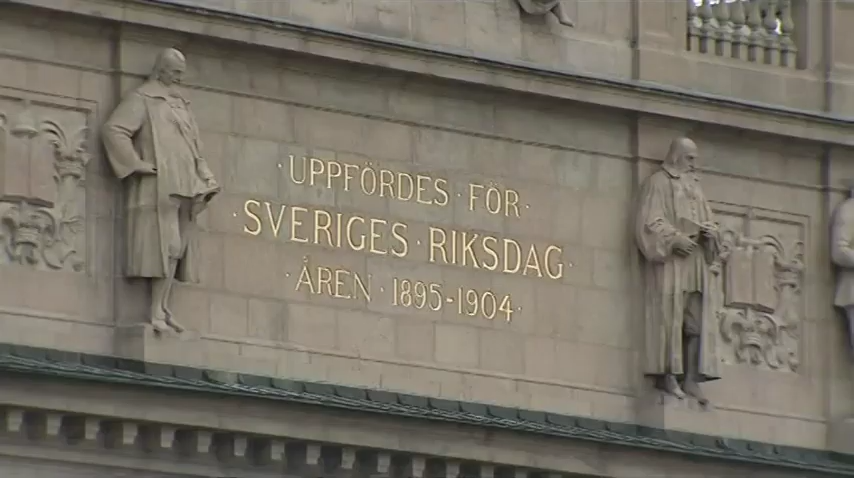 · UPPFÖRDES · FÖR ·
· SVERIGES · RIKSDAG ·
· ÅREN · 1895-1904 ·